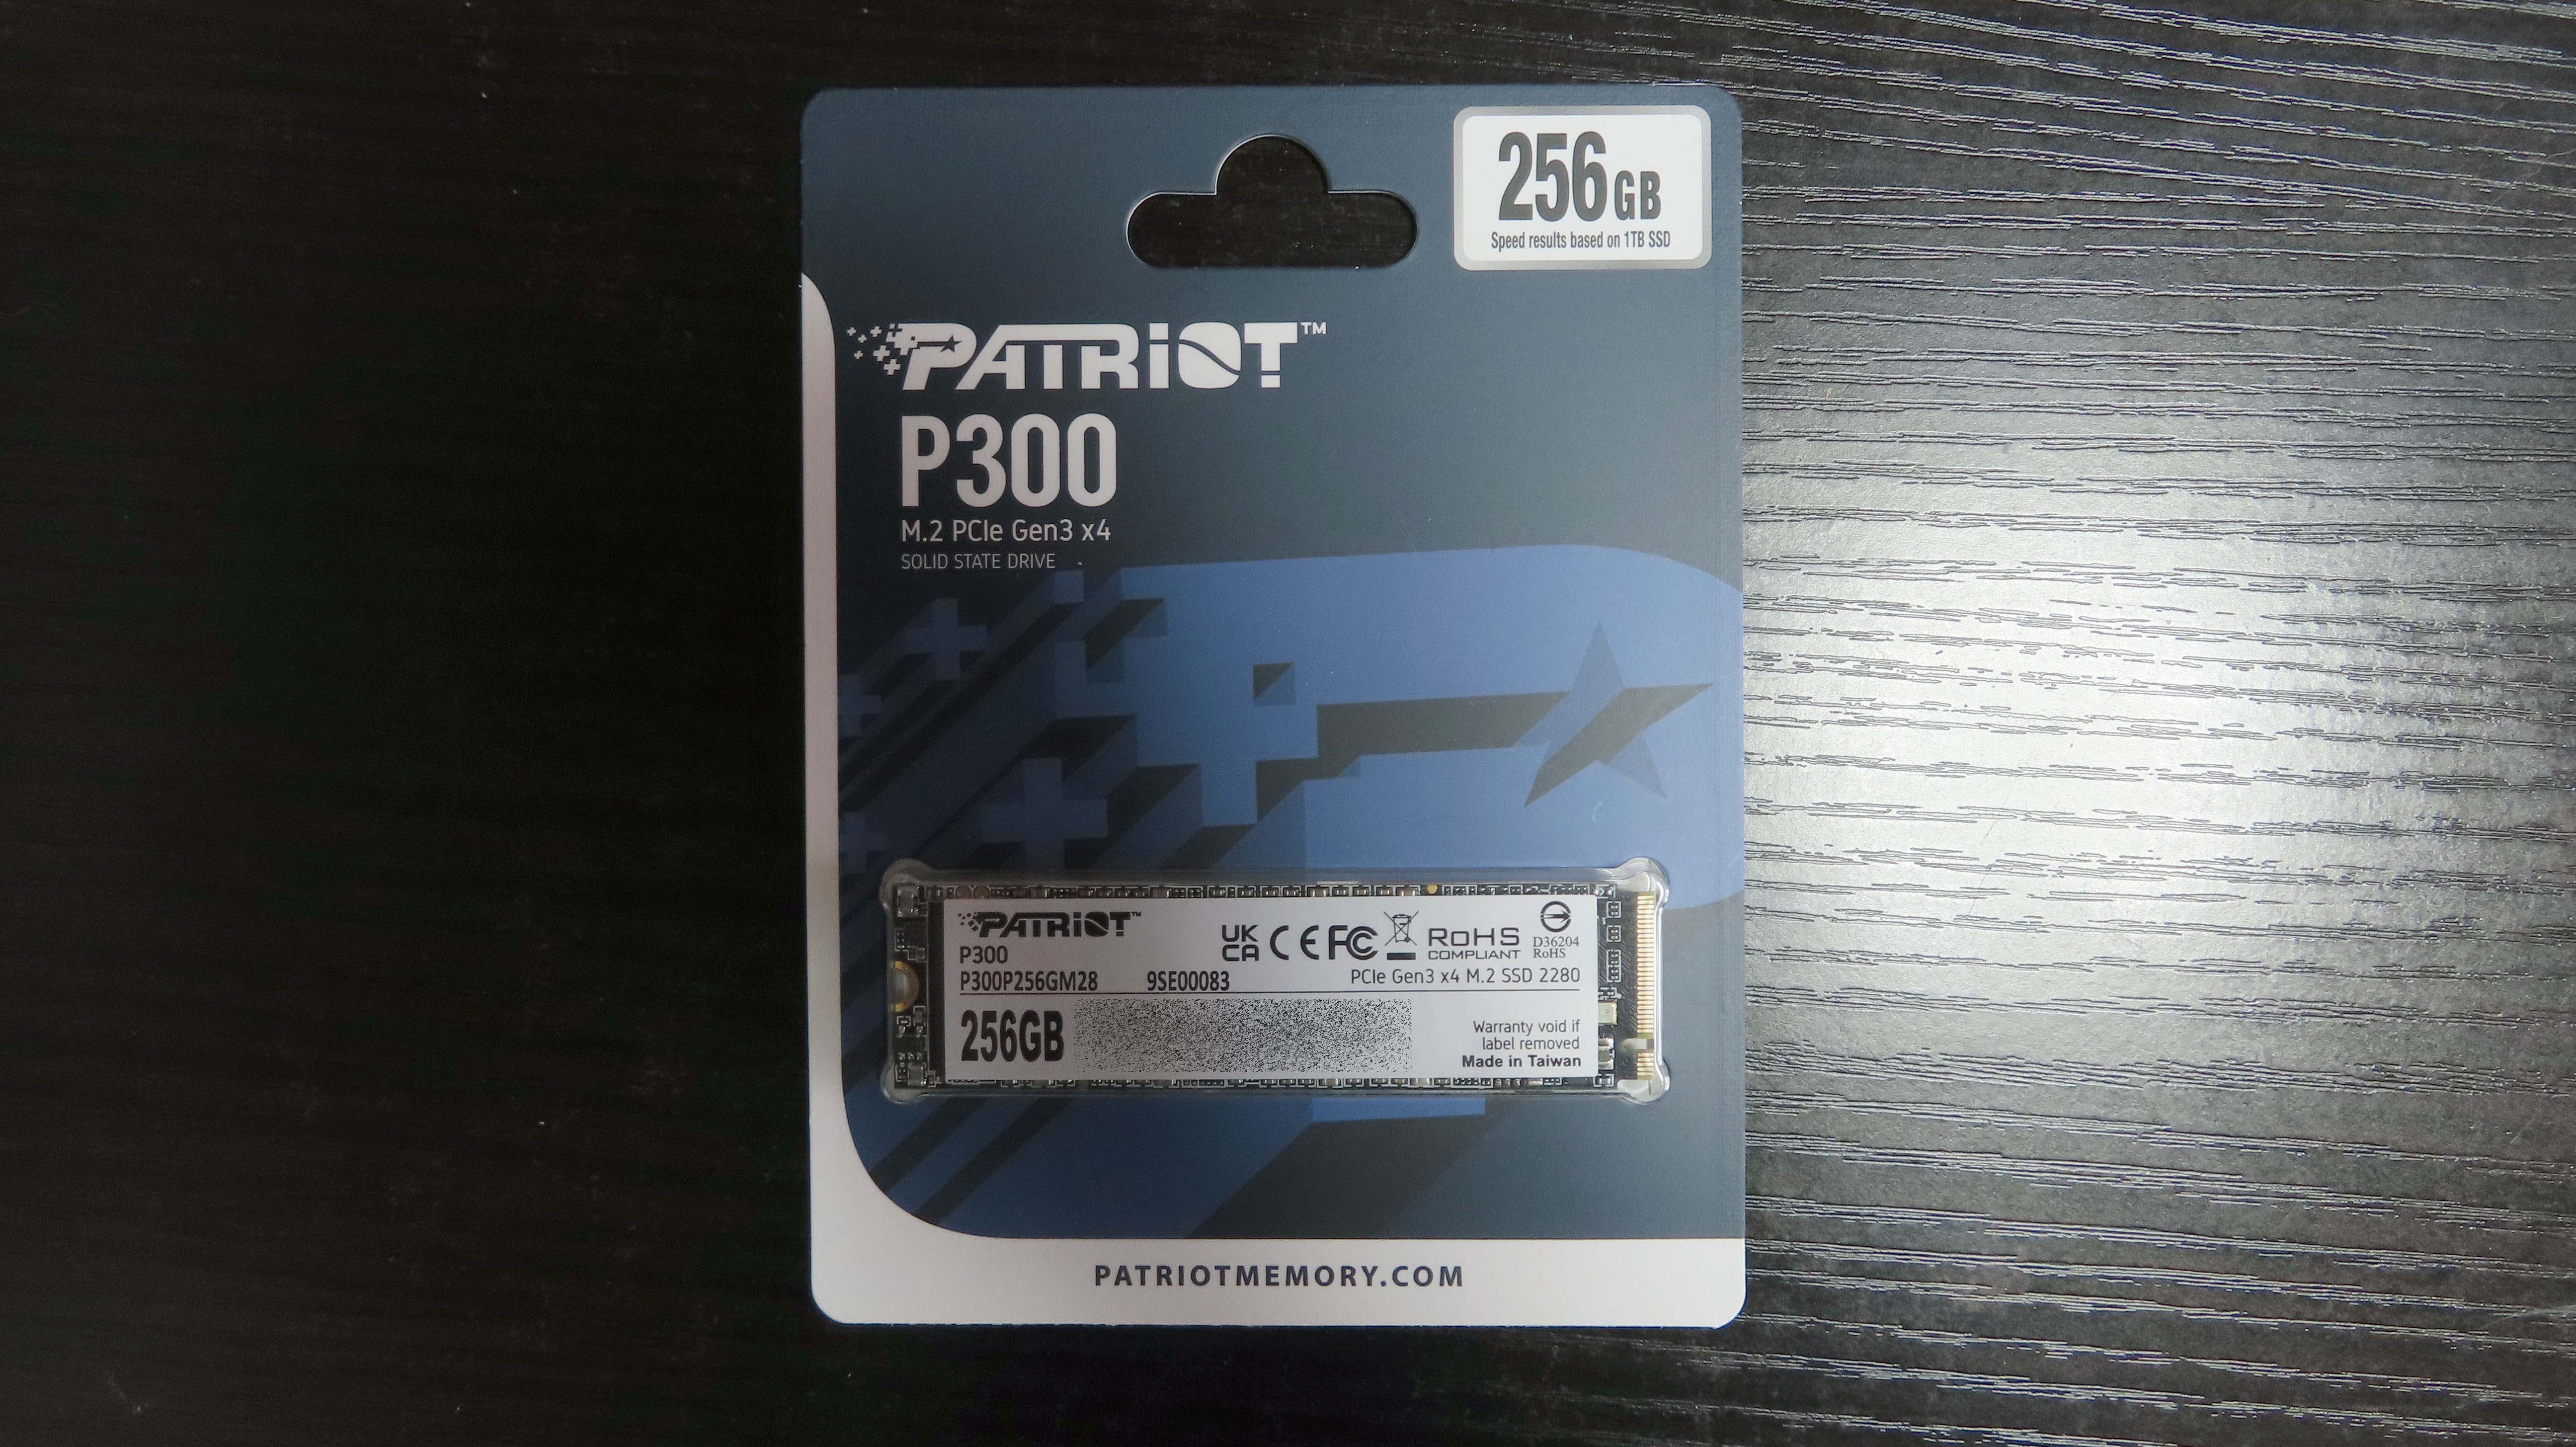 256GB
Speed results based on 1TB SSD
PATRiOT™
P300
M.2 PCIe Gen3 x4
SOLID STATE DRIVE
PATRiOT™
UK
CA CE FC RoHS
COMPLIANT
D36204
RoHS
P300
P300P256GM28 9SE00083 PCIe Gen3 x4 M.2 SSD 2280
256GB
Warranty void if
label removed
Made in Taiwan
PATRIOTMEMORY.COM